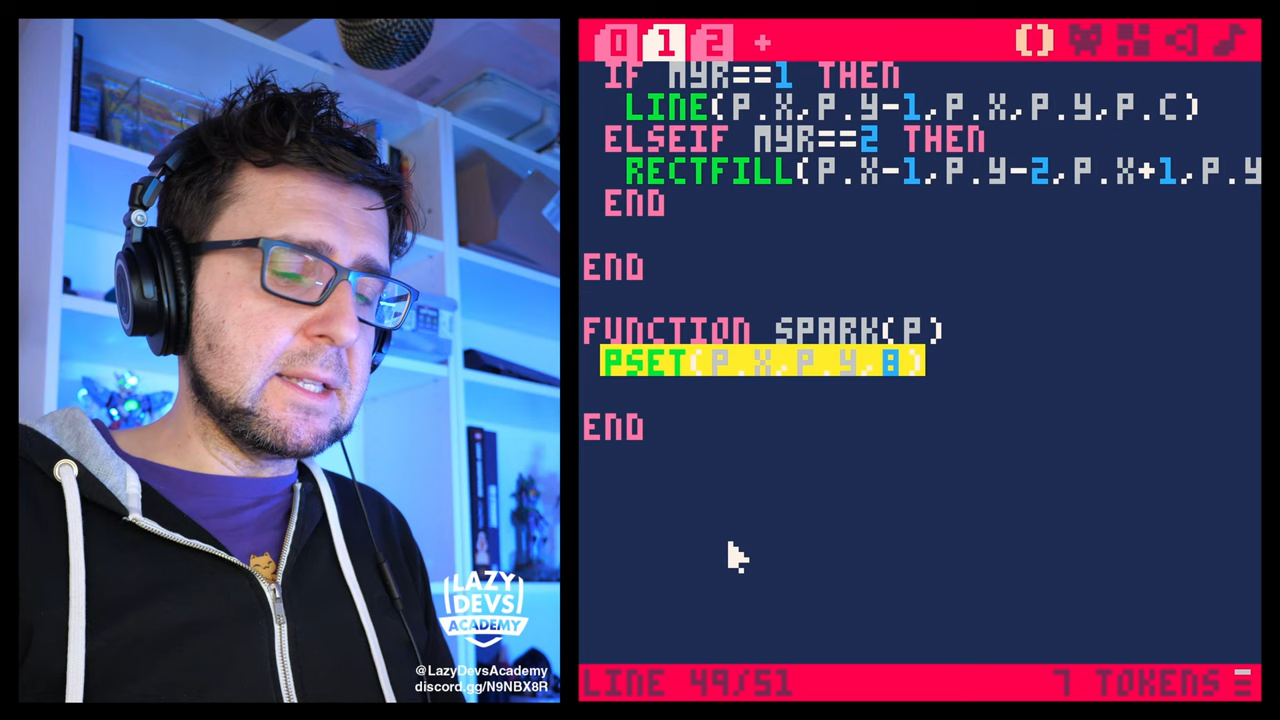 0 1 2 +
IF MYR==1 THEN
LINE(P.X,P.Y-1,P.X,P.Y,P.C)
ELSEIF MYR==2 THEN
RECTFILL(P.X-1,P.Y-2,P.X+1,P.Y
END
END
FUNCTION SPARK(P)
PSET(P.X,P.Y,8)
END
LINE 49/51
7 TOKENS
LAZY
DEVS
ACADEMY
@LazyDevsAcademy
discord.gg/N9NBX8R